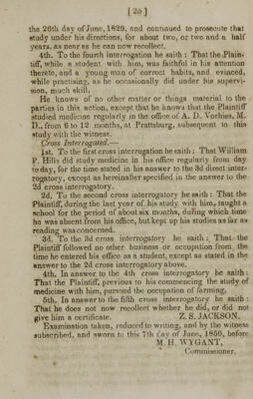 [ 20 ]
the 26th day of June, 1829, and continued to prosecute that
study under his directions, for about two, or two and a half
years, as near as he can now recollect.
4th. To the fourth interrogation he saith : That the Plain-
tiff, while a student with him, was faithful in his attention
thereto, and a young man of correct habits, and evinced,
while practising, as he occasionally did under his supervi-
sion, much skill.
He knows of no other matter or things material to the
parties in this action, except that he knows that the Plaintiff
studied medicine regularly in the office of A. D. Vorhies, M.
D., from 6 to 12 months, at Prattsburg, subsequent to this
study with the witness.
Cross Interrogated.—
1st. To the first cross interrogation he saith : That William
P. Hills did study medicine in his office regularly from day
to day, for the time stated in his answer to the 3d direct inter-
rogatory, except as hereinafter specified in the answer to the
2d cross interrogatory.
2d, To the second cross interrogatory he saith : That the
Plaintiff, during the last year of his study with him, taught a
school for the period of about six months, during which time
he was absent from his office, but kept up his studies as far as
reading was concerned.
3d. To the 3d cross interrogatory he saith ; That the
Plaintiff followed no other business or occupation from the
time he entered his office as a student, except as stated in the
answer to the 2d cross interrogatory above.
4th. In answer to the 4th cross interrogatory he saith :
That the Plaintiff, previous to his commencing the study of
medicine with him, pursued the occupation of farming.
5th. In answer to the fifth cross interrogatory he saith :
That he does not now recollect whether he did, or did not
give him a certificate. Z. S. JACKSON.
Examination taken, reduced to writing, and by the witness
subscribed, and sworn to this 7th day of June, 1850, before
M. H. WYGANT,
Commissioner.